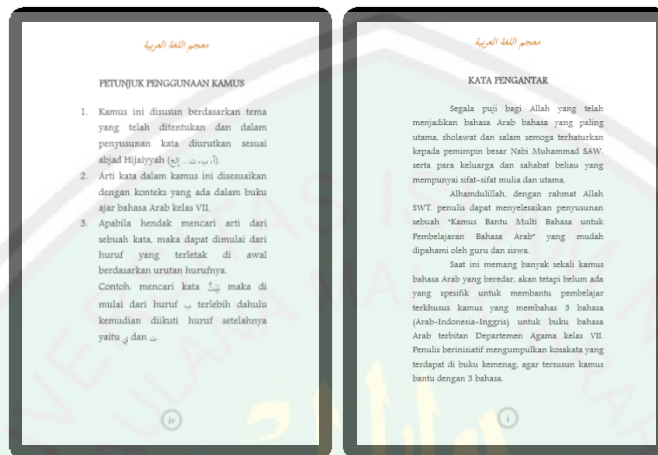 معجم اللغة العربية
PETUNJUK PENGGUNAAN KAMUS
1. Kamus ini disusun berdasarkan tema
yang telah ditentukan dan dalam
penyusunan kata diurutkan sesuai
abjad Hijaiyyah (أ، ب، ت ... إلخ).
2. Arti kata dalam kamus ini disesuaikan
dengan konteks yang ada dalam buku
ajar bahasa Arab kelas VII.
3. Apabila hendak mencari arti dari
sebuah kata, maka dapat dimulai dari
huruf yang terletak di awal
berdasarkan urutan hurufnya.
Contoh: mencari kata بَيْتٌ maka di
mulai dari huruf ب terlebih dahulu
kemudian diikuti huruf setelahnya
yaitu ي dan ت.
iv
معجم اللغة العربية
KATA PENGANTAR
Segala puji bagi Allah yang telah
menjadikan bahasa Arab bahasa yang paling
utama, sholawat dan salam semoga terhaturkan
kepada pemimpin besar Nabi Muhammad SAW,
serta para keluarga dan sahabat beliau yang
mempunyai sifat-sifat mulia dan utama.
Alhamdulillah, dengan rahmat Allah
SWT. penulis dapat menyelesaikan penyusunan
sebuah "Kamus Bantu Multi Bahasa untuk
Pembelajaran Bahasa Arab" yang mudah
dipahami oleh guru dan siswa.
Saat ini memang banyak sekali kamus
bahasa Arab yang beredar, akan tetapi belum ada
yang spesifik untuk membantu pembelajar
terkhusus kamus yang membahas 3 bahasa
(Arab-Indonesia-Inggris) untuk buku bahasa
Arab terbitan Departemen Agama kelas VII.
Penulis berinisiatif mengumpulkan kosakata yang
terdapat di buku kemenag, agar tersusun kamus
bantu dengan 3 bahasa.
i